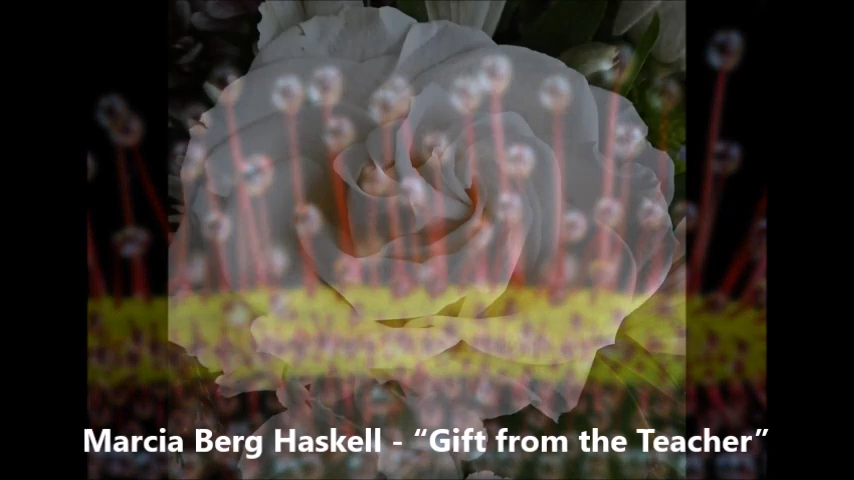 Marcia Berg Haskell - “Gift from the Teacher”